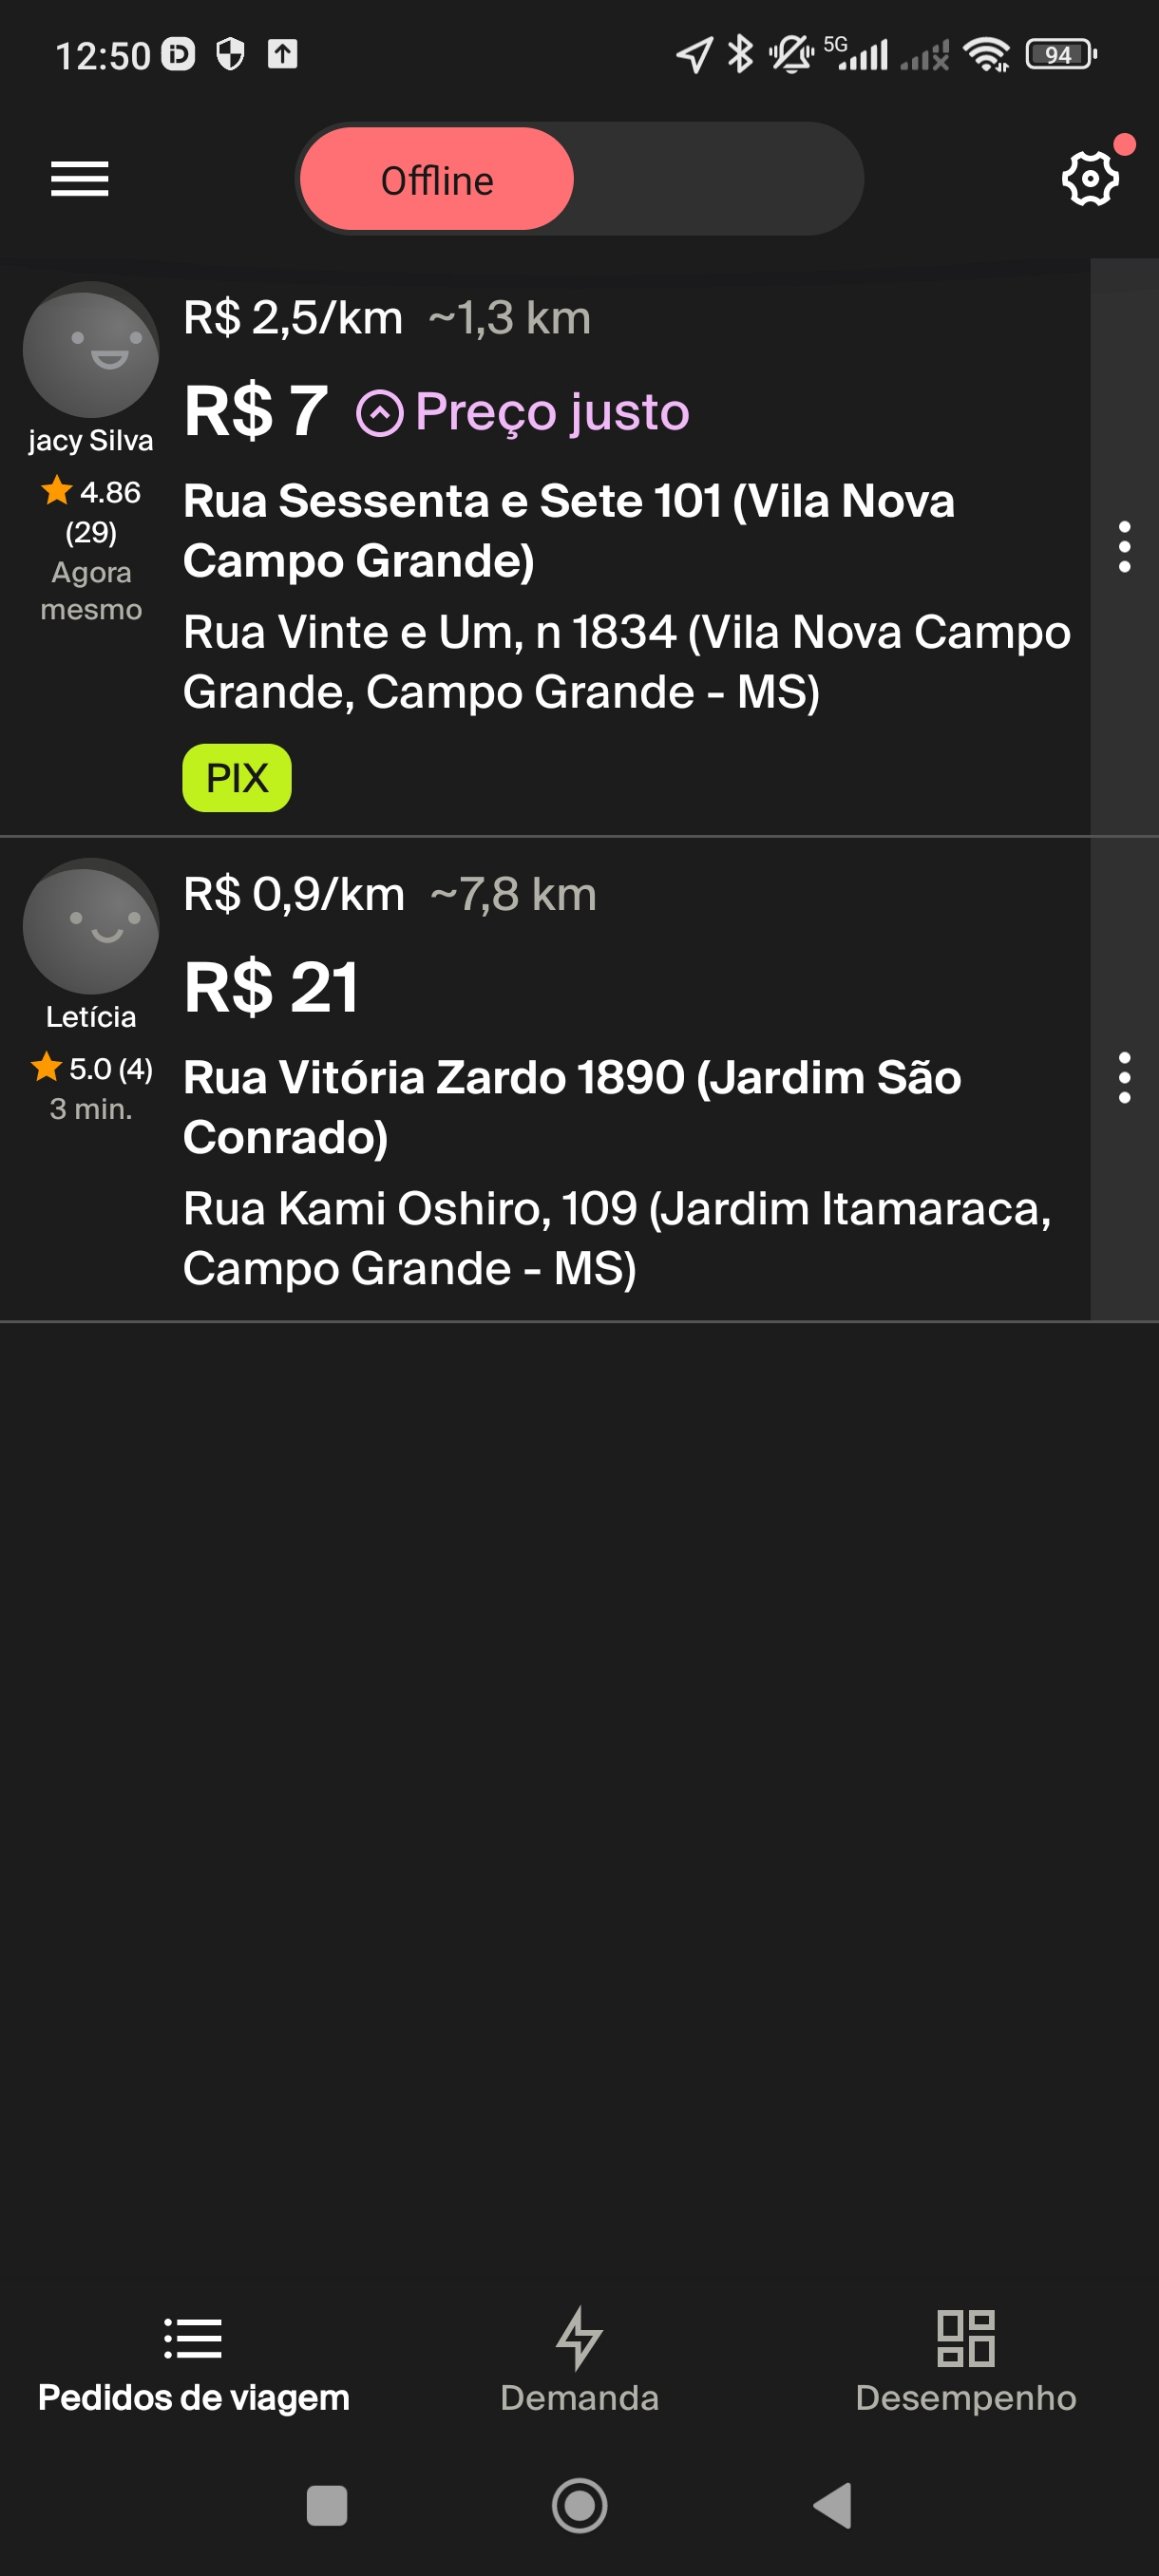 12:50 5G 94
Offline
R$ 2,5/km ~1,3 km
R$ 7 Preço justo
jacy Silva
4.86
(29)
Agora
mesmo
Rua Sessenta e Sete 101 (Vila Nova
Campo Grande)
Rua Vinte e Um, n 1834 (Vila Nova Campo
Grande, Campo Grande - MS)
PIX
R$ 0,9/km ~7,8 km
R$ 21
Letícia
5.0 (4)
3 min.
Rua Vitória Zardo 1890 (Jardim São
Conrado)
Rua Kami Oshiro, 109 (Jardim Itamaraca,
Campo Grande - MS)
Pedidos de viagem Demanda Desempenho